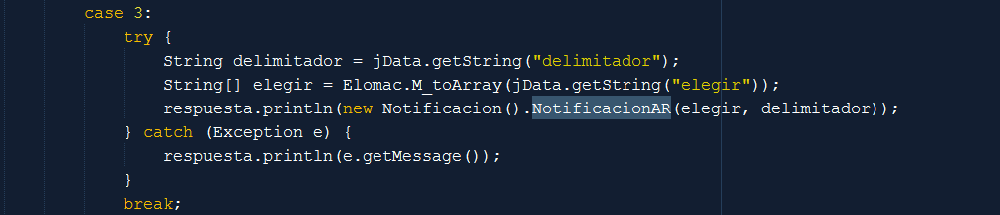 case 3:
try {
String delimitador = jData.getString("delimitador");
String[] elegir = Elomac.M_toArray(jData.getString("elegir"));
respuesta.println(new Notificacion().NotificacionAR(elegir, delimitador));
} catch (Exception e) {
respuesta.println(e.getMessage());
}
break;